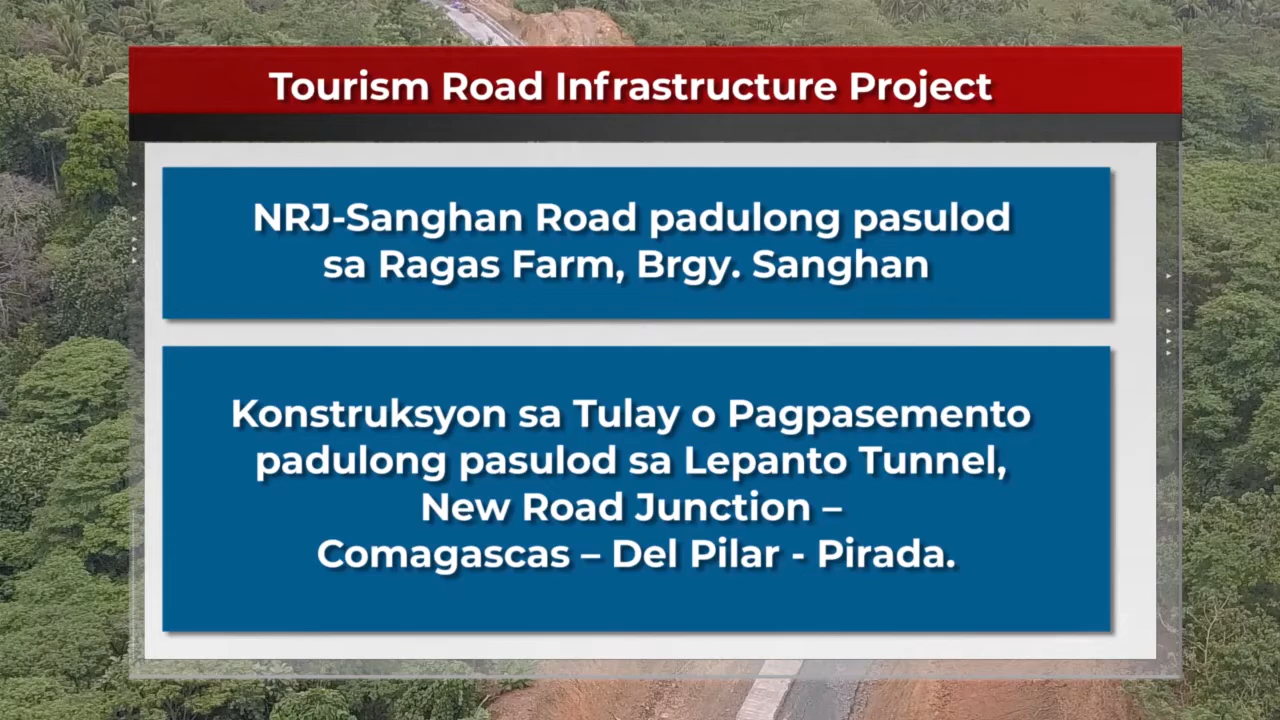 Tourism Road Infrastructure Project
NRJ-Sanghan Road padulong pasulod
sa Ragas Farm, Brgy. Sanghan
Konstruksyon sa Tulay o Pagpasemento
padulong pasulod sa Lepanto Tunnel,
New Road Junction –
Comagascas – Del Pilar - Pirada.